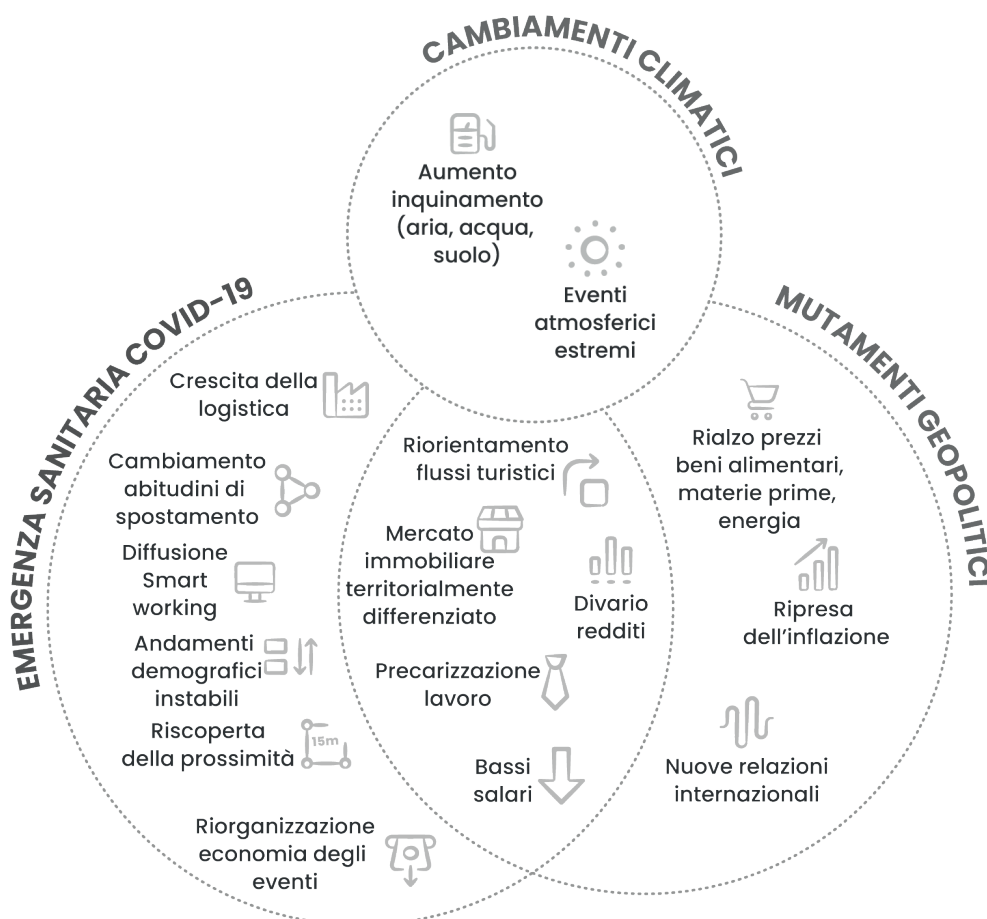 CAMBIAMENTI CLIMATICI
Aumento
inquinamento
(aria, acqua,
suolo)
Eventi
atmosferici
estremi
EMERGENZA SANITARIA COVID-19
Crescita della
logistica
Cambiamento
abitudini di
spostamento
Diffusione
Smart
working
Andamenti
demografici
instabili
Riscoperta
della prossimità
15m
Riorganizzazione
economia degli
eventi
Riorientamento
flussi turistici
Mercato
immobiliare
territorialmente
differenziato
Divario
redditi
Precarizzazione
lavoro
Bassi
salari
MUTAMENTI GEOPOLITICI
Rialzo prezzi
beni alimentari,
materie prime,
energia
Ripresa
dell'inflazione
Nuove relazioni
internazionali